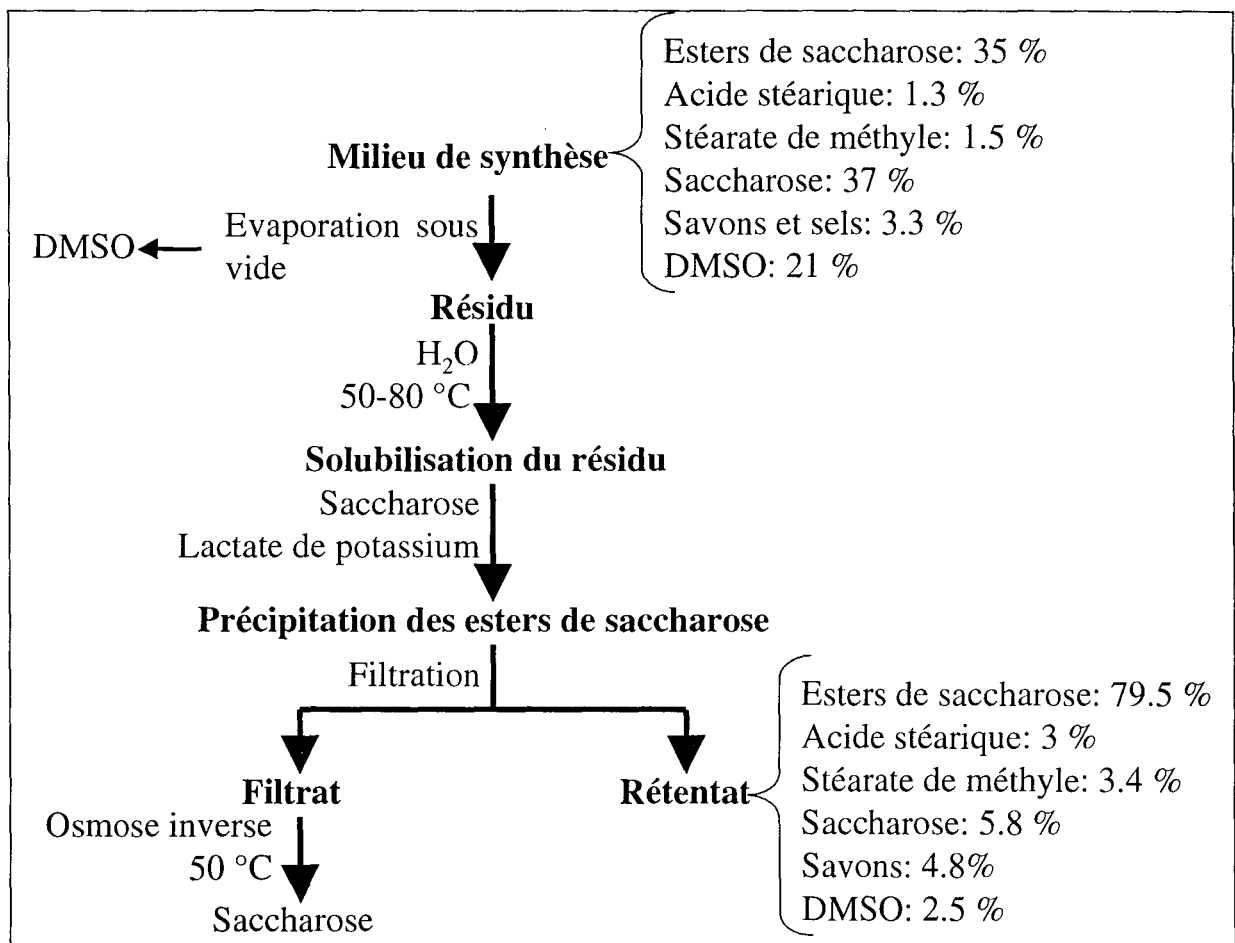 Esters de saccharose: 35 %
Acide stéarique: 1.3 %
Stéarate de méthyle: 1.5 %
Milieu de synthèse
Saccharose: 37 %
Savons et sels: 3.3 %
DMSO: 21 %
Evaporation sous
vide
DMSO
Résidu
H₂O
50-80 °C
Solubilisation du résidu
Saccharose
Lactate de potassium
Précipitation des esters de saccharose
Filtration
Filtrat
Osmose inverse
50 °C
Saccharose
Rétentat
Esters de saccharose: 79.5 %
Acide stéarique: 3 %
Stéarate de méthyle: 3.4 %
Saccharose: 5.8 %
Savons: 4.8%
DMSO: 2.5 %